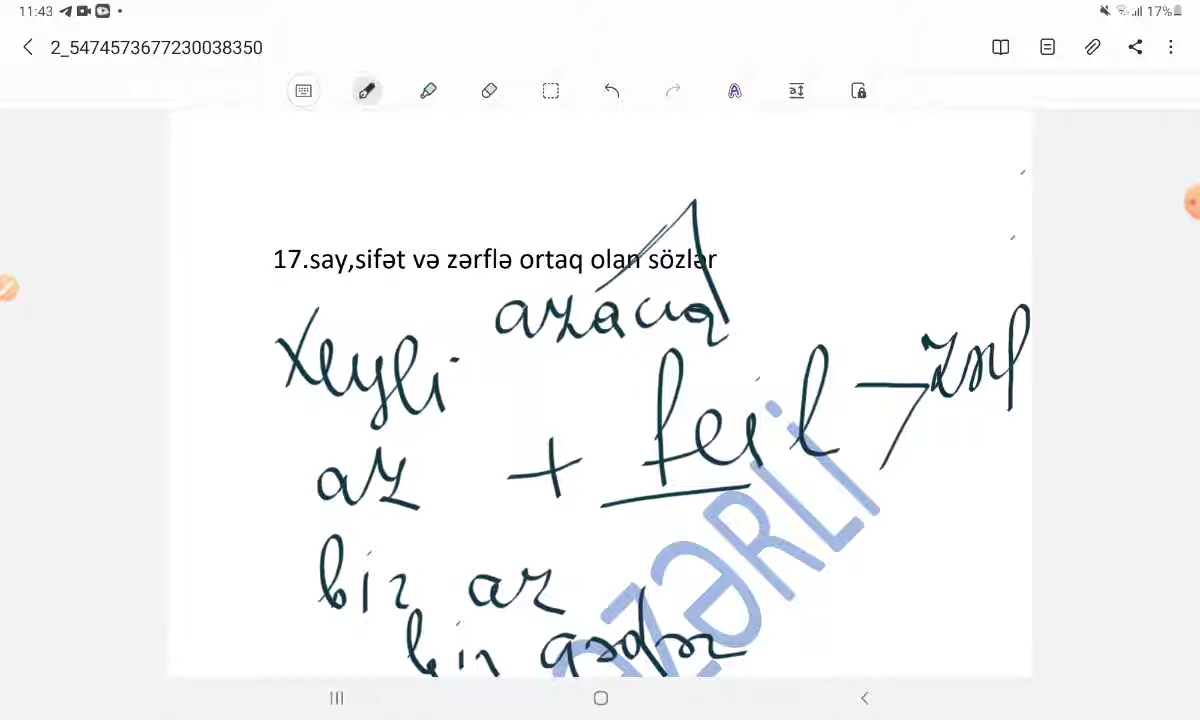 11:43
17%
2_5474573677230038350
17.say,sifət və zərflə ortaq olan sözlər
azacıq
xeyli
+ feil → zərf
az
bir az
bir qədər